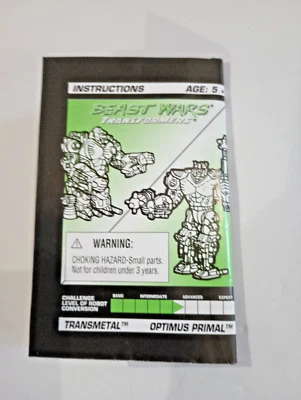 INSTRUCTIONS AGE: 5
BEAST WARS
TRANSFORMERS
⚠ WARNING:
CHOKING HAZARD-Small parts.
Not for children under 3 years.
CHALLENGE
LEVEL OF ROBOT
CONVERSION
BASIC INTERMEDIATE ADVANCED EXPERT
TRANSMETAL™ OPTIMUS PRIMAL™